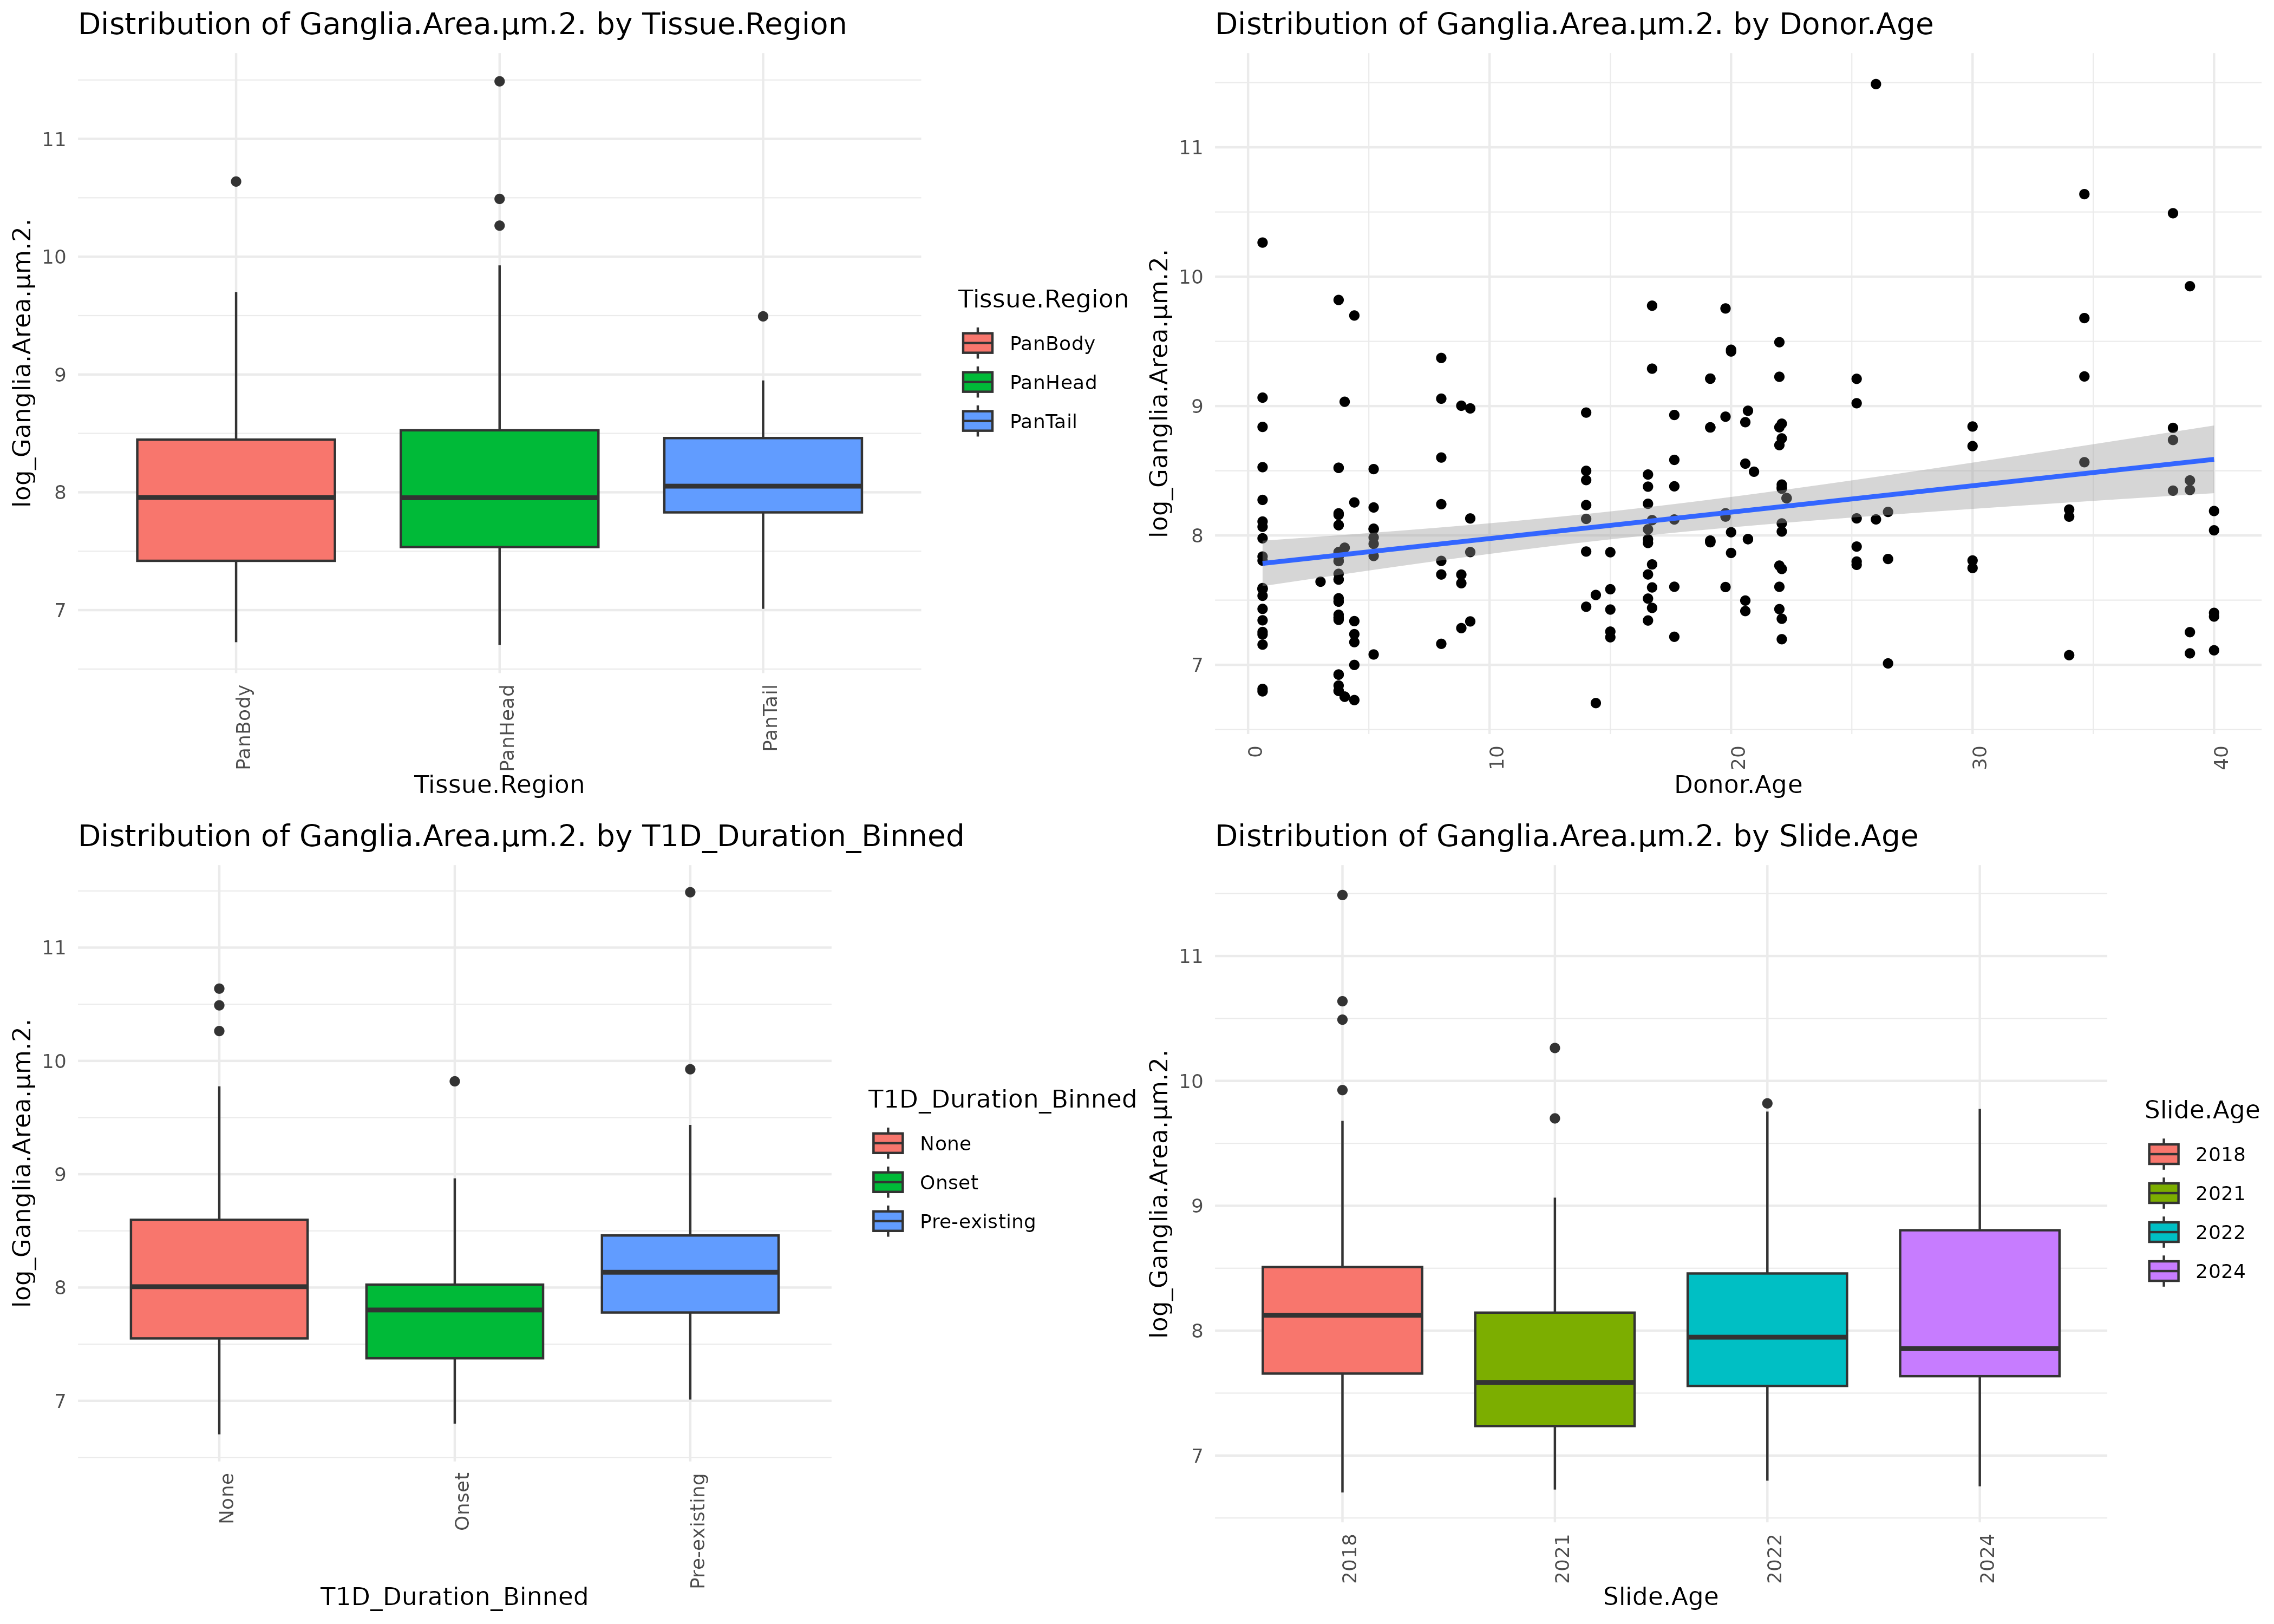 Distribution of Ganglia.Area.µm.2. by Tissue.Region
log_Ganglia.Area.µm.2.
11
10
9
8
7
PanBody
PanHead
PanTail
Tissue.Region
Tissue.Region
PanBody
PanHead
PanTail
Distribution of Ganglia.Area.µm.2. by Donor.Age
log_Ganglia.Area.µm.2.
11
10
9
8
7
0
10
20
30
40
Donor.Age
Distribution of Ganglia.Area.µm.2. by T1D_Duration_Binned
log_Ganglia.Area.µm.2.
11
10
9
8
7
None
Onset
Pre-existing
T1D_Duration_Binned
T1D_Duration_Binned
None
Onset
Pre-existing
Distribution of Ganglia.Area.µm.2. by Slide.Age
log_Ganglia.Area.µm.2.
11
10
9
8
7
2018
2021
2022
2024
Slide.Age
Slide.Age
2018
2021
2022
2024